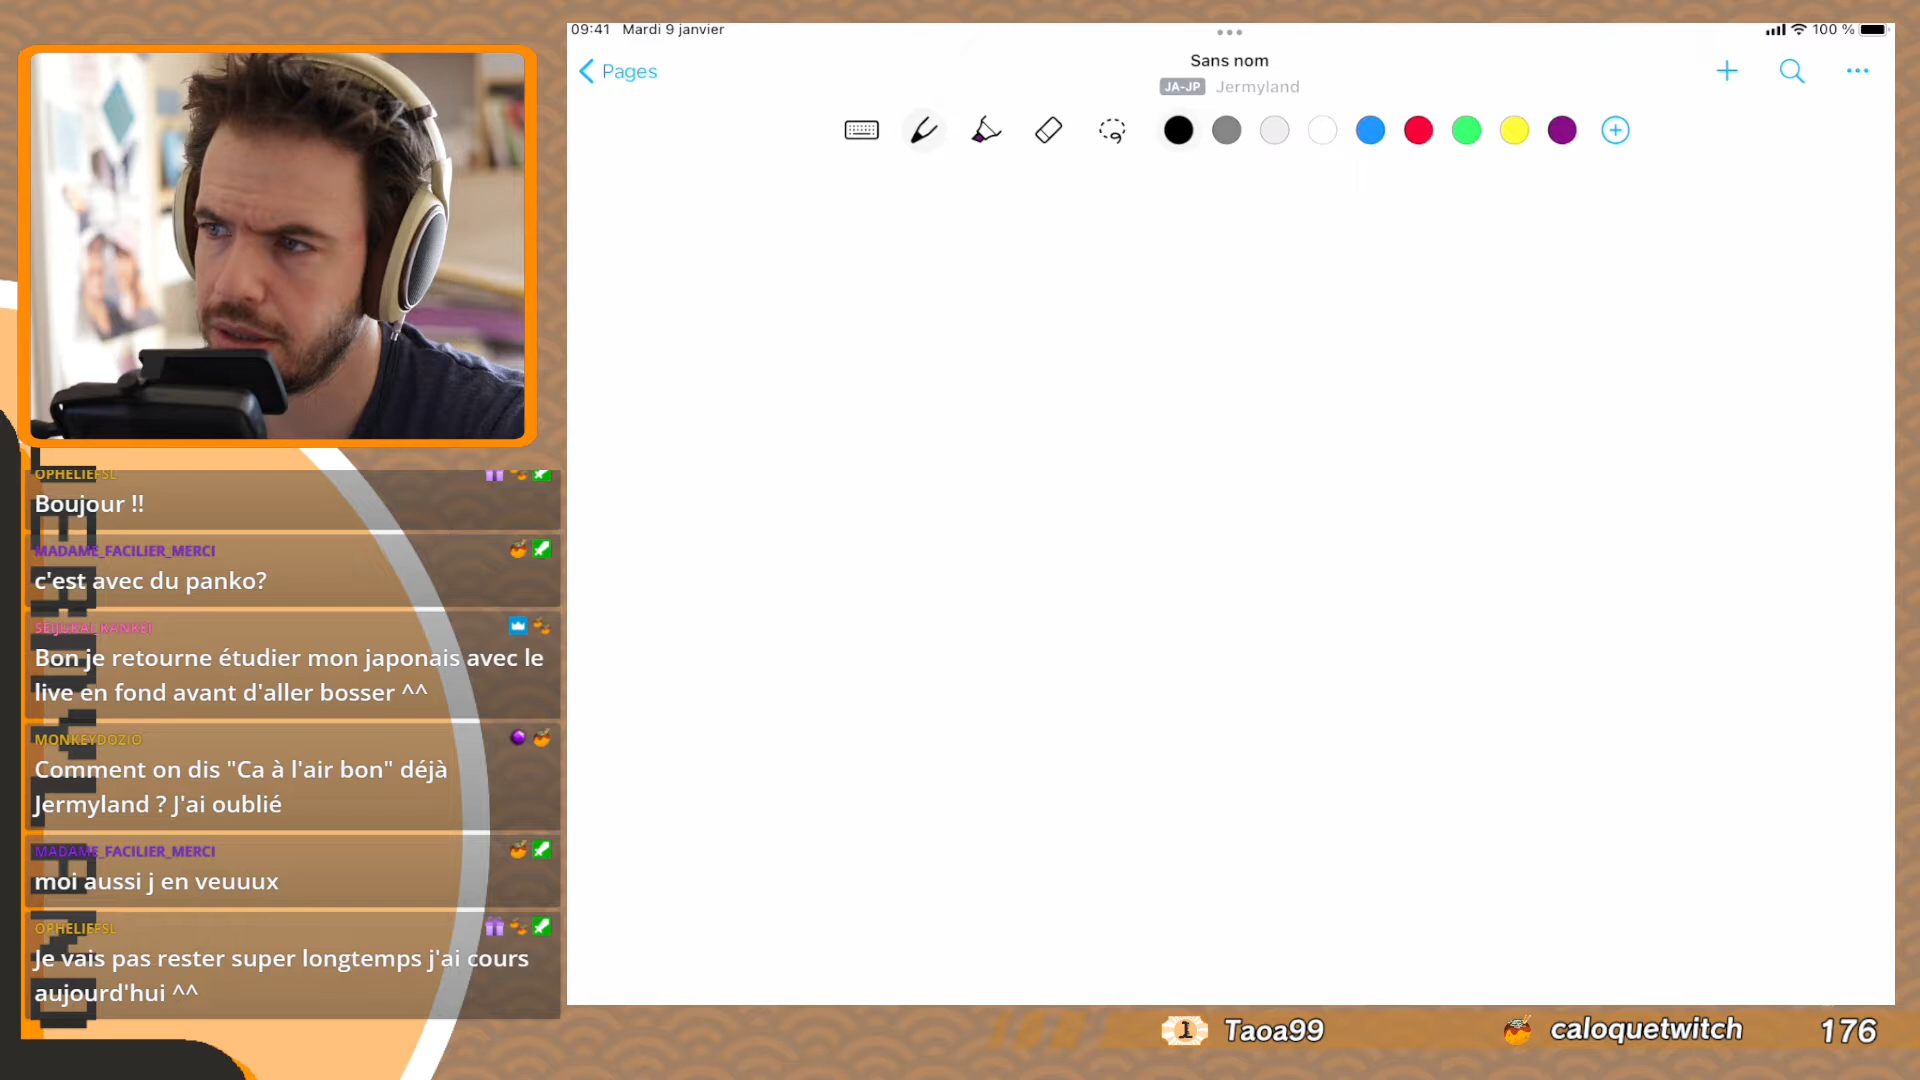 09:41 Mardi 9 janvier
100 %
Pages
Sans nom
JA-JP Jermyland
OPHELIEFSL
Boujour !!
MADAME_FACILIER_MERCI
c'est avec du panko?
SEIJUKAI_KANKEI
Bon je retourne étudier mon japonais avec le
live en fond avant d'aller bosser ^^
MONKEYDOZIO
Comment on dis "Ca à l'air bon" déjà
Jermyland ? J'ai oublié
MADAME_FACILIER_MERCI
moi aussi j en veuuux
OPHELIEFSL
Je vais pas rester super longtemps j'ai cours
aujourd'hui ^^
1 Taoa99
caloquetwitch
176